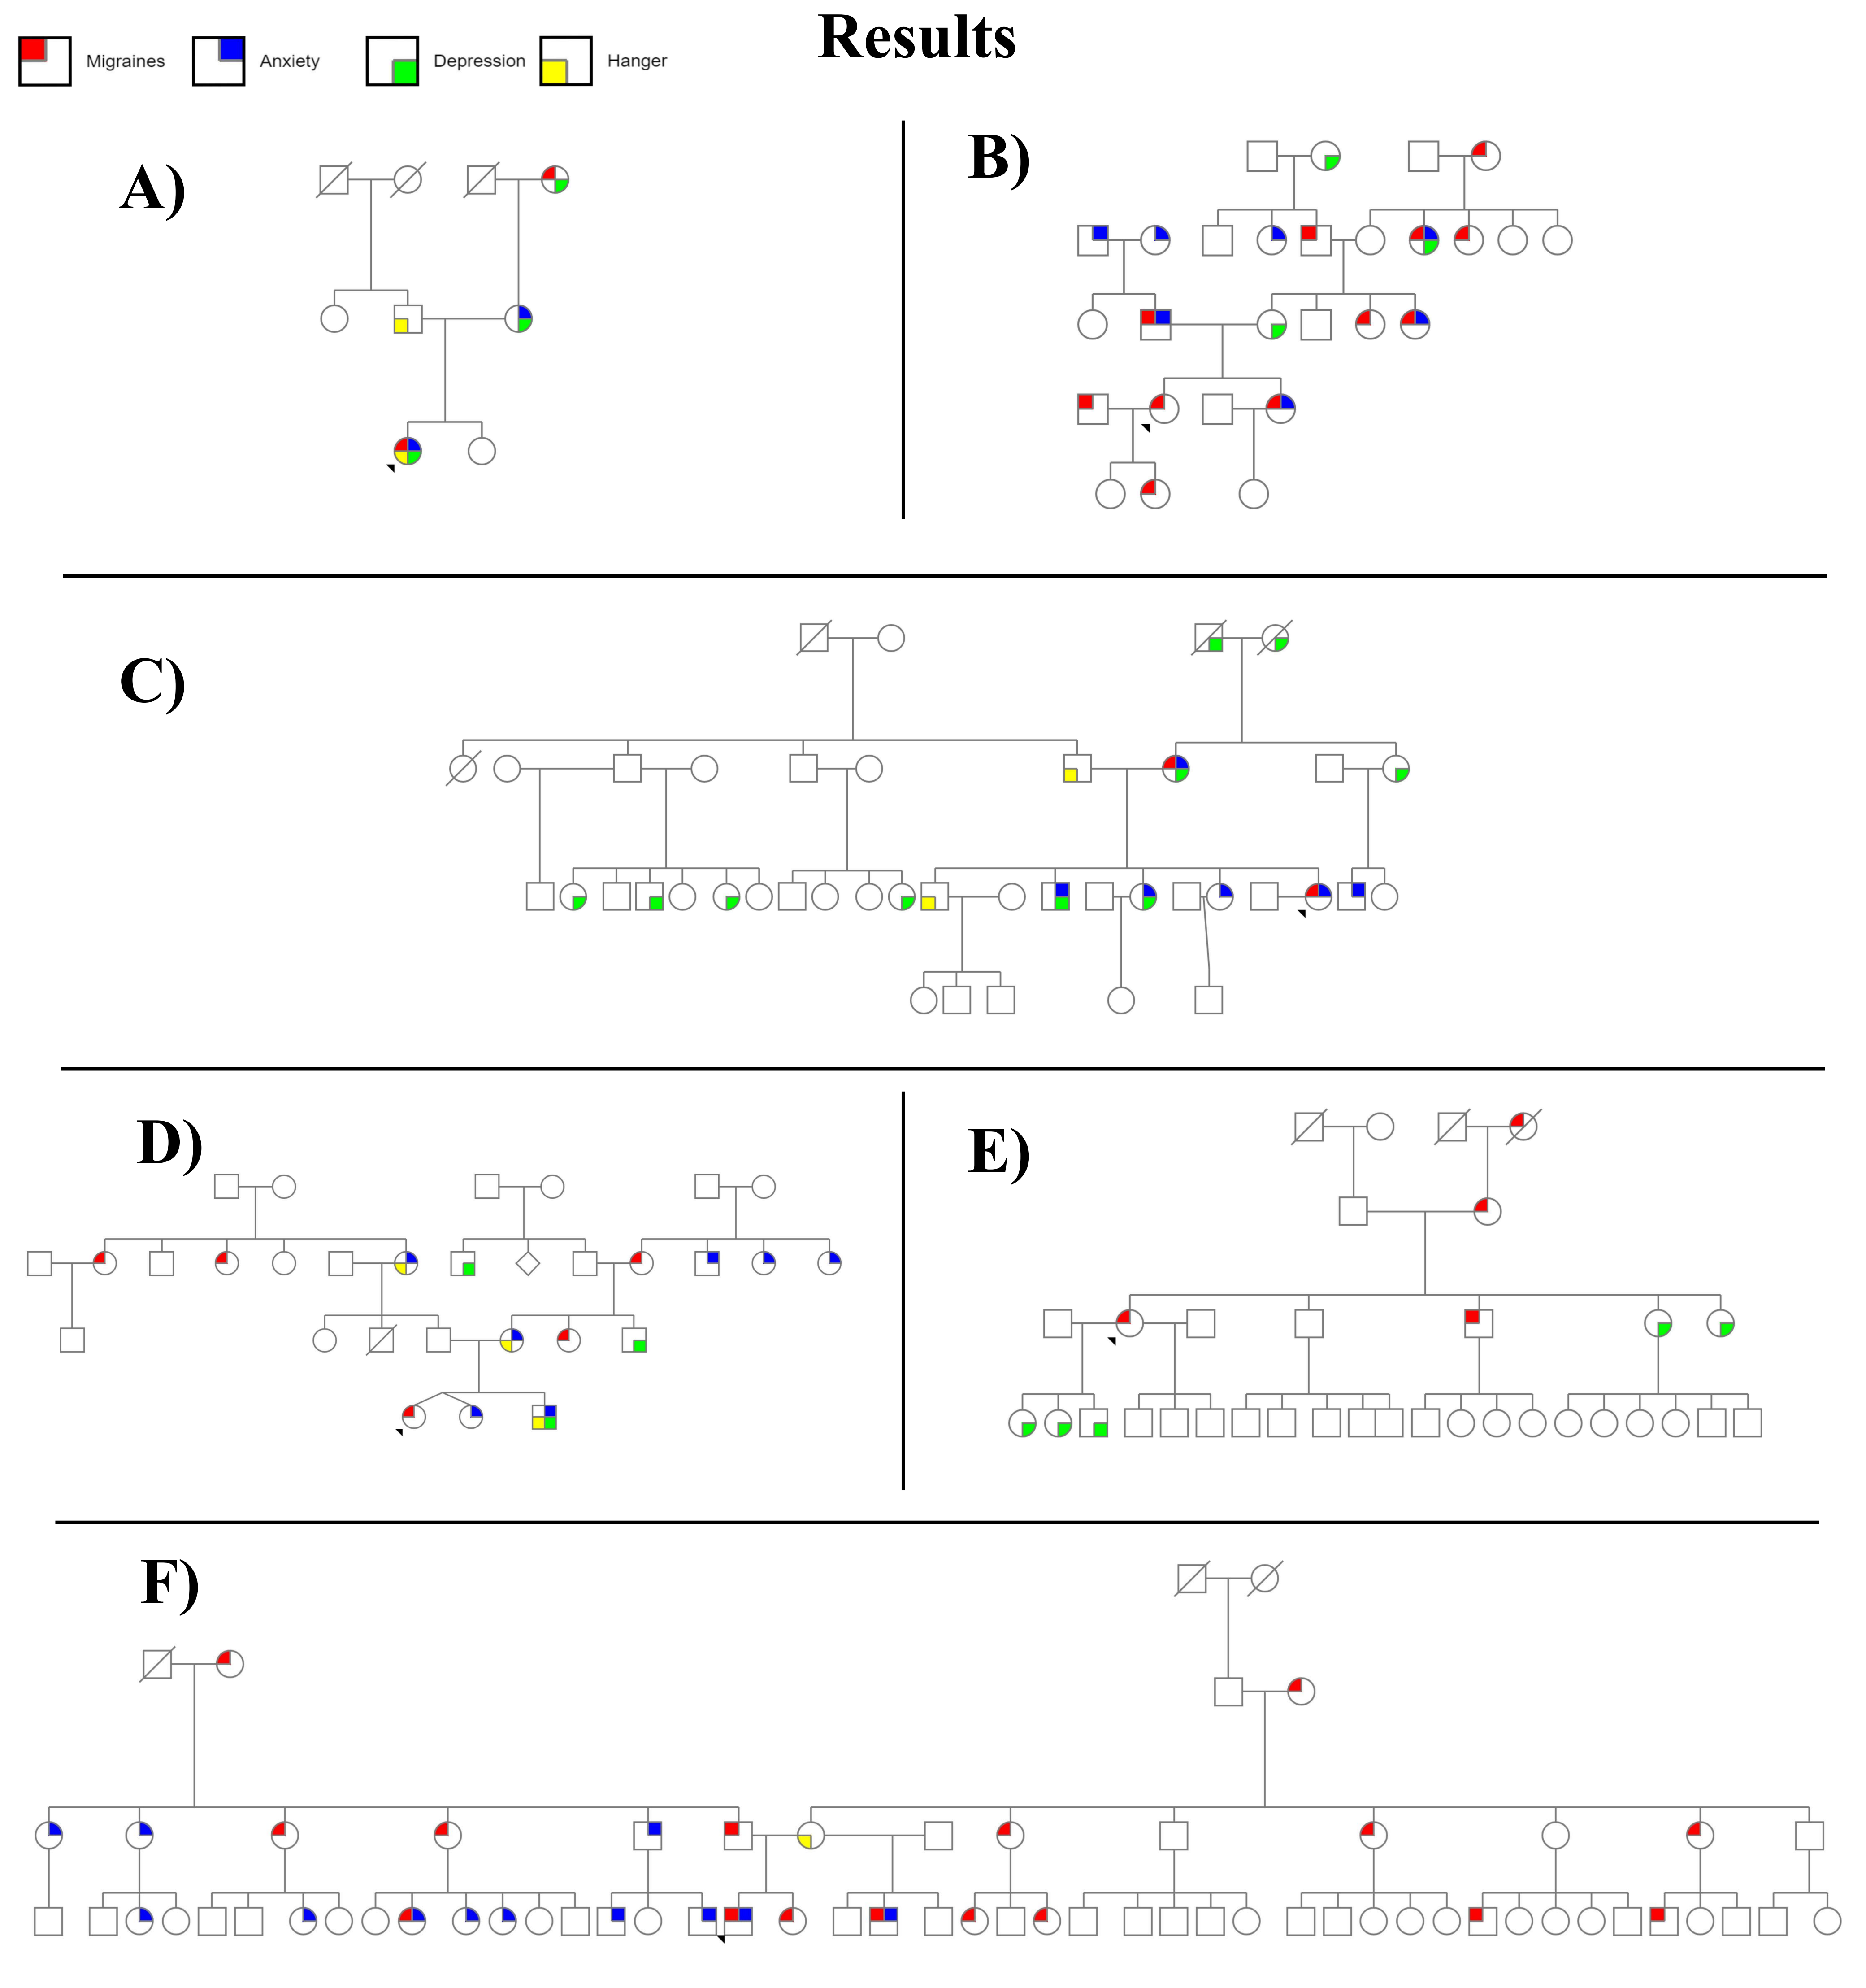 Results
Migraines Anxiety Depression Hanger
A)
B)
C)
D)
E)
F)